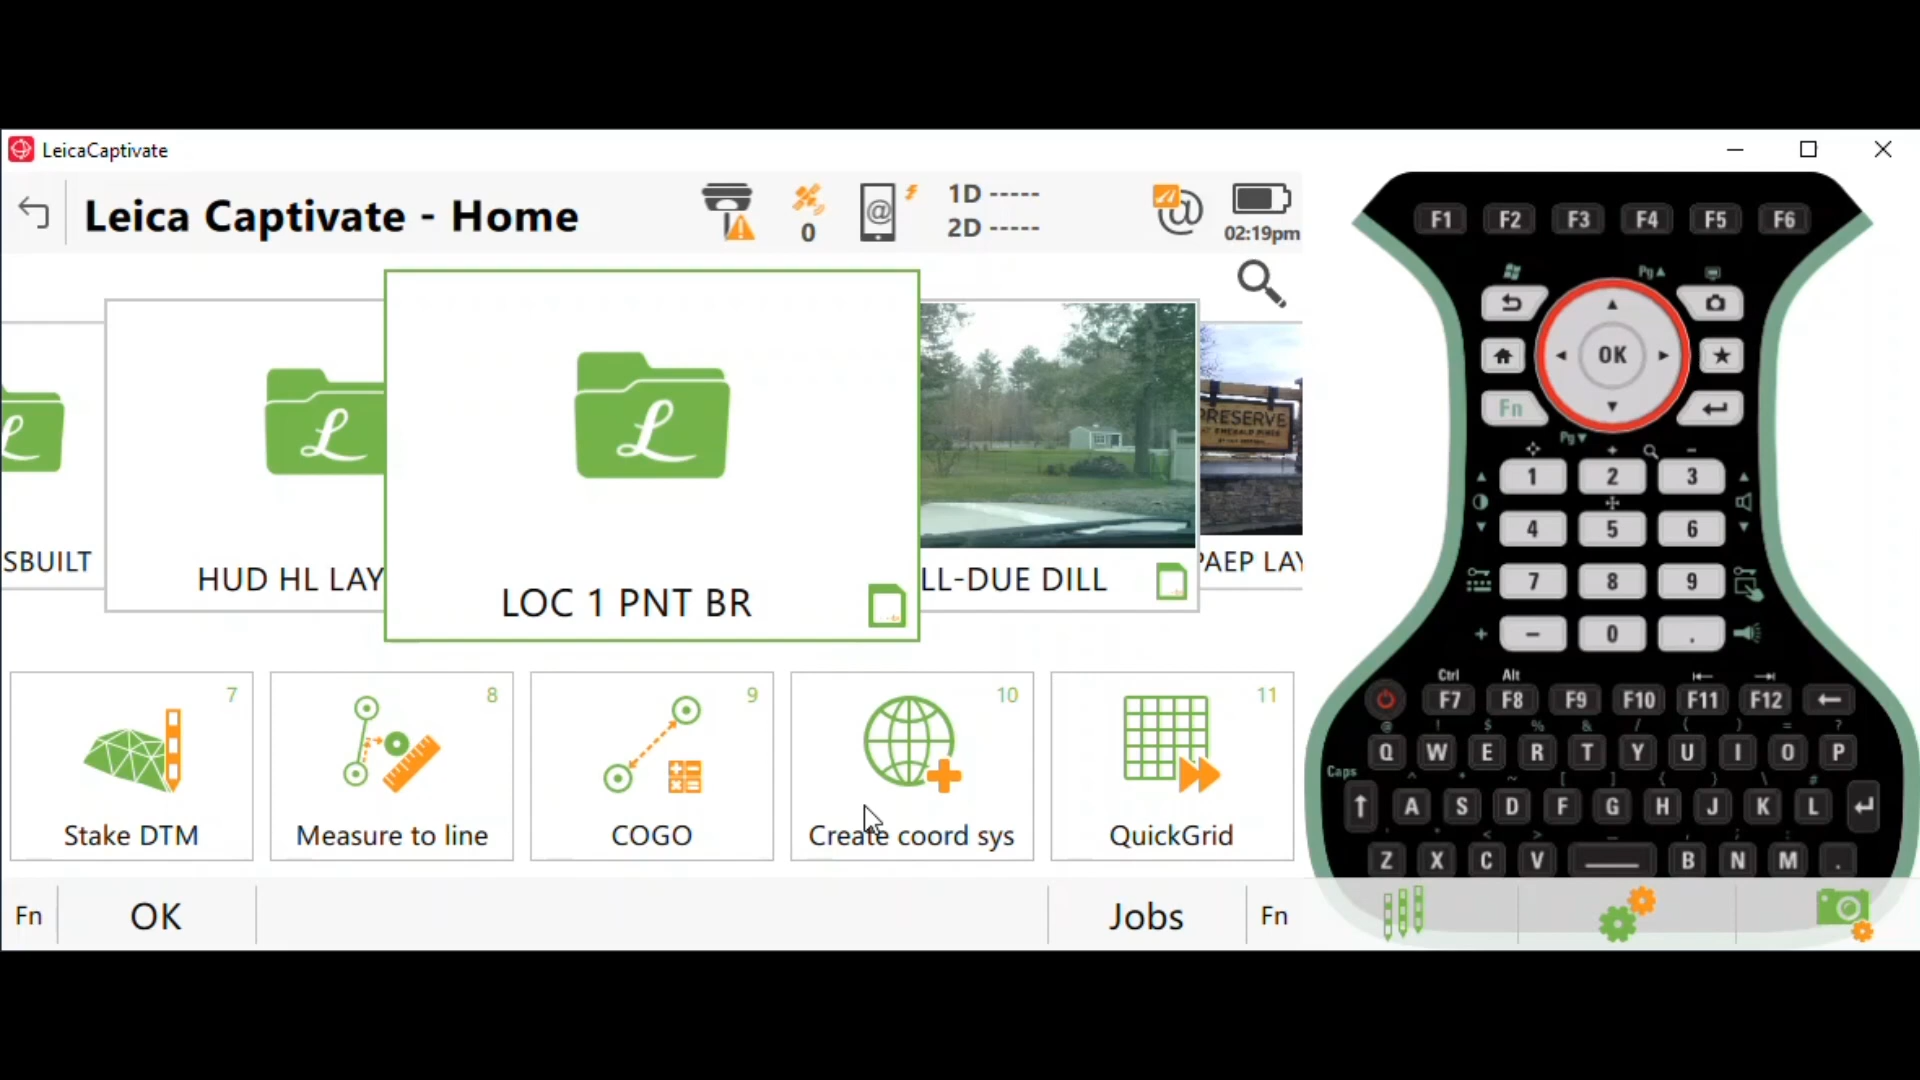 LeicaCaptivate
Leica Captivate - Home
0
@
1D -----
2D -----
@
02:19pm
SBUILT
HUD HL LAY
LOC 1 PNT BR
LL-DUE DILL
PRESERVE
PAEP LAY
7
Stake DTM
8
Measure to line
9
COGO
10
Create coord sys
11
QuickGrid
Fn
OK
Jobs
Fn
F1 F2 F3 F4 F5 F6
Pg
OK
Fn
Pg
+ -
1 2 3
4 5 6
7 8 9
+ - 0 .
Ctrl Alt
F7 F8 F9 F10 F11 F12
@ ! $ % & / ( ) = ?
Q W E R T Y U I O P
Caps ^ * ~ [ ] { } \ #
A S D F G H J K L
Z X C V B N M .